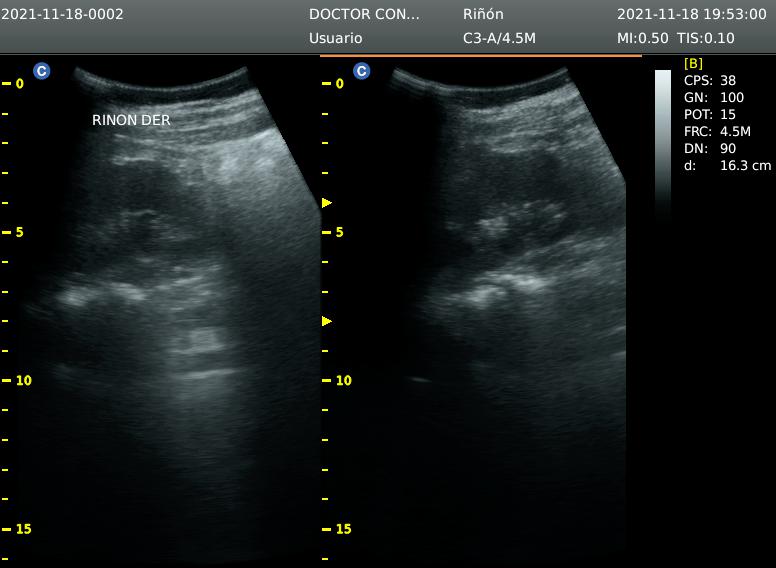 2021-11-18-0002 DOCTOR CON... Riñón 2021-11-18 19:53:00
Usuario C3-A/4.5M MI:0.50 TIS:0.10
C C
[B]
0 0
CPS: 38
GN: 100
POT: 15
RINON DER
FRC: 4.5M
DN: 90
d: 16.3 cm
5 5
10 10
15 15